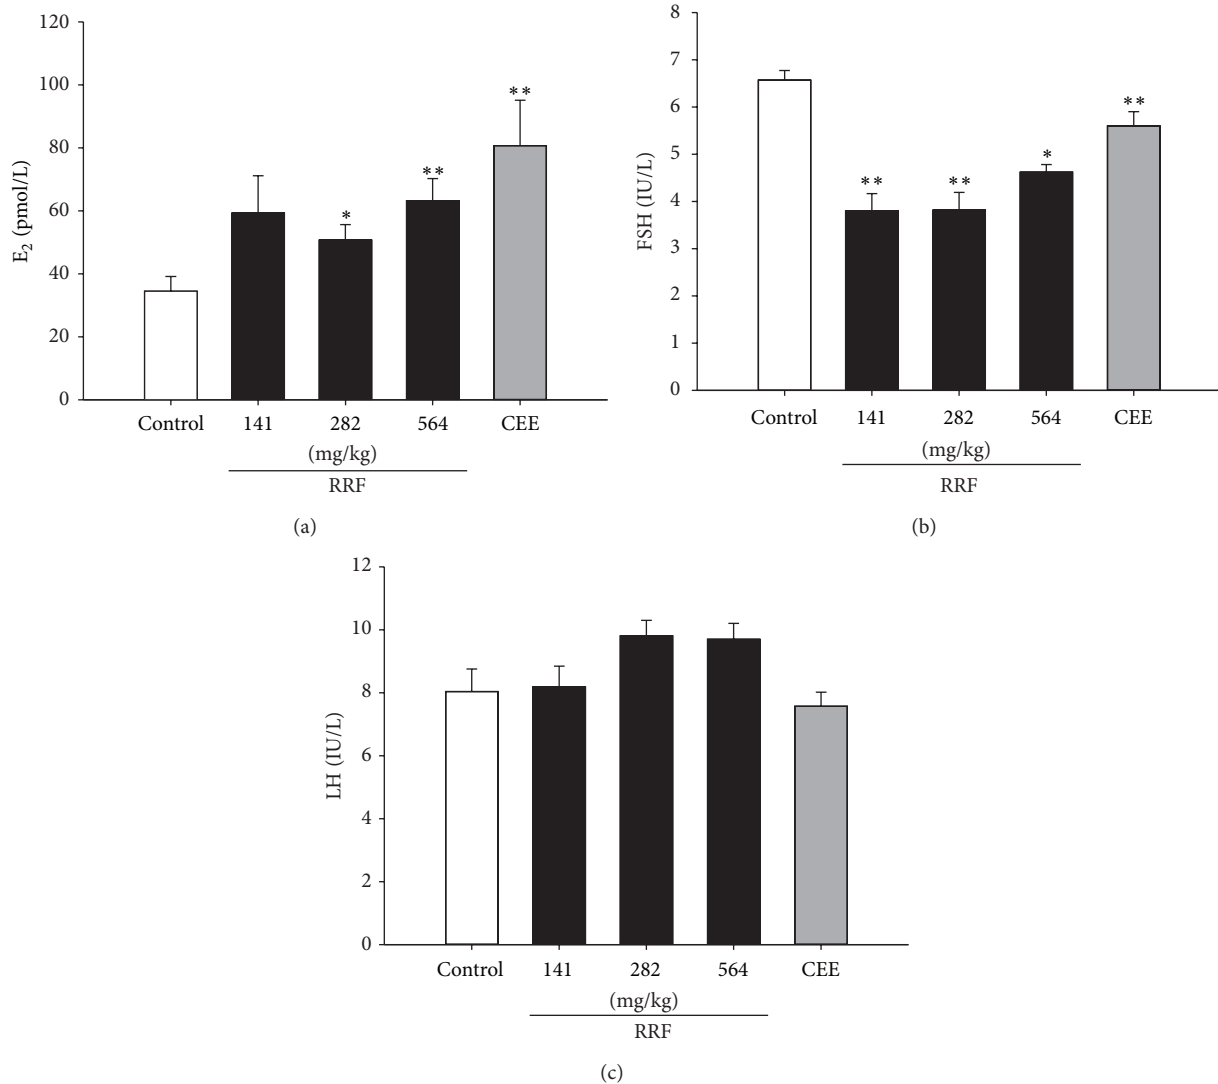 120
100
80
60
40
20
0
E₂ (pmol/L)
**
*
**
Control 141 282 564 CEE
(mg/kg)
RRF
(a)
8
7
6
5
4
3
2
1
0
FSH (IU/L)
**
**
*
**
Control 141 282 564 CEE
(mg/kg)
RRF
(b)
12
10
8
6
4
2
0
LH (IU/L)
Control 141 282 564 CEE
(mg/kg)
RRF
(c)